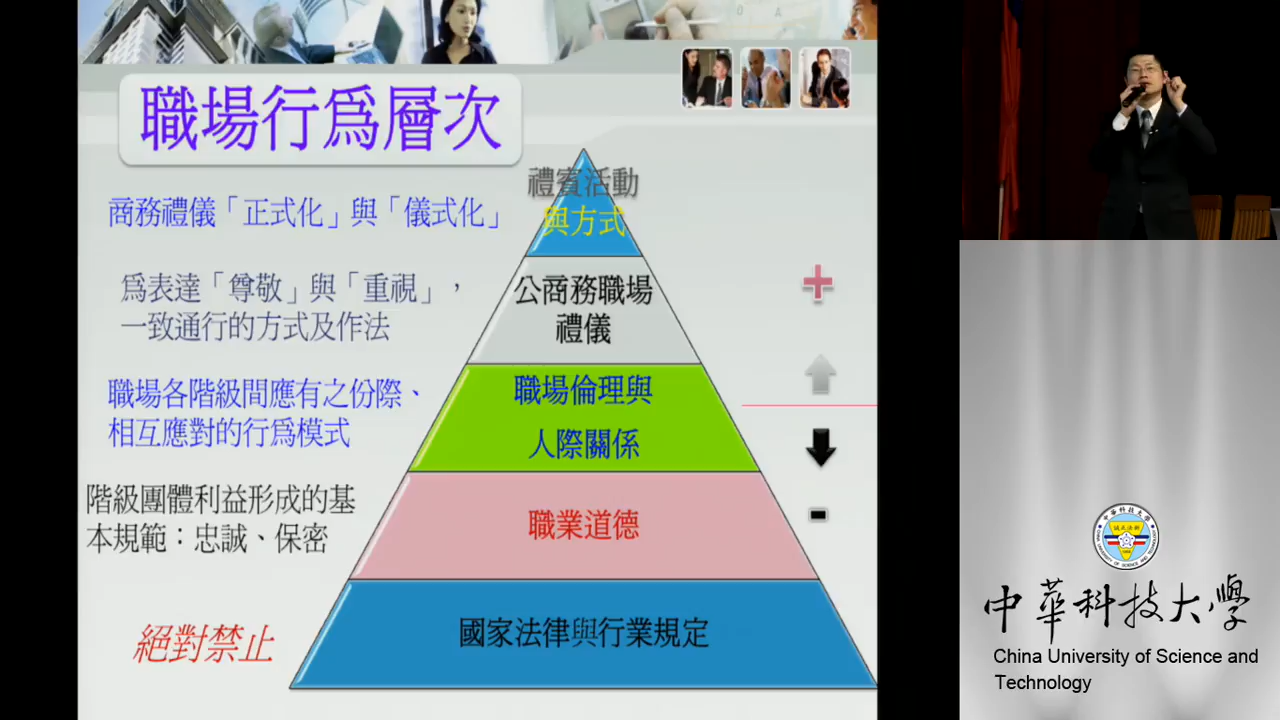 職場行為層次
禮賓活動
與方式
商務禮儀「正式化」與「儀式化」
公商務職場
禮儀
為表達「尊敬」與「重視」，
一致通行的方式及作法
職場倫理與
人際關係
職場各階級間應有之份際、
相互應對的行為模式
職業道德
階級團體利益形成的基
本規範：忠誠、保密
國家法律與行業規定
絕對禁止
+
-
中華科技大學
China University of Science and
Technology